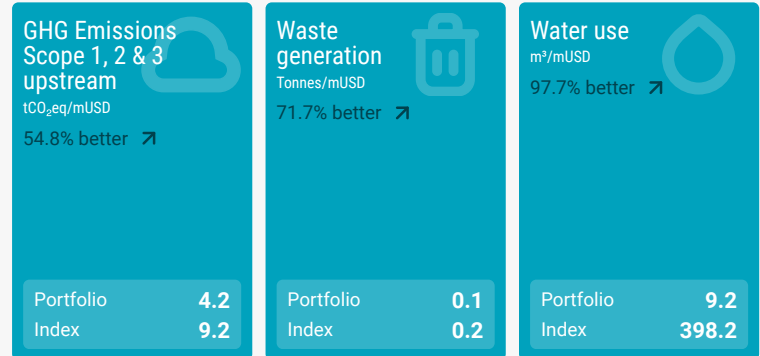 GHG Emissions
Scope 1, 2 & 3
upstream
tCO₂eq/mUSD
54.8% better
Portfolio 4.2
Index 9.2
Waste
generation
Tonnes/mUSD
71.7% better
Portfolio 0.1
Index 0.2
Water use
m³/mUSD
97.7% better
Portfolio 9.2
Index 398.2